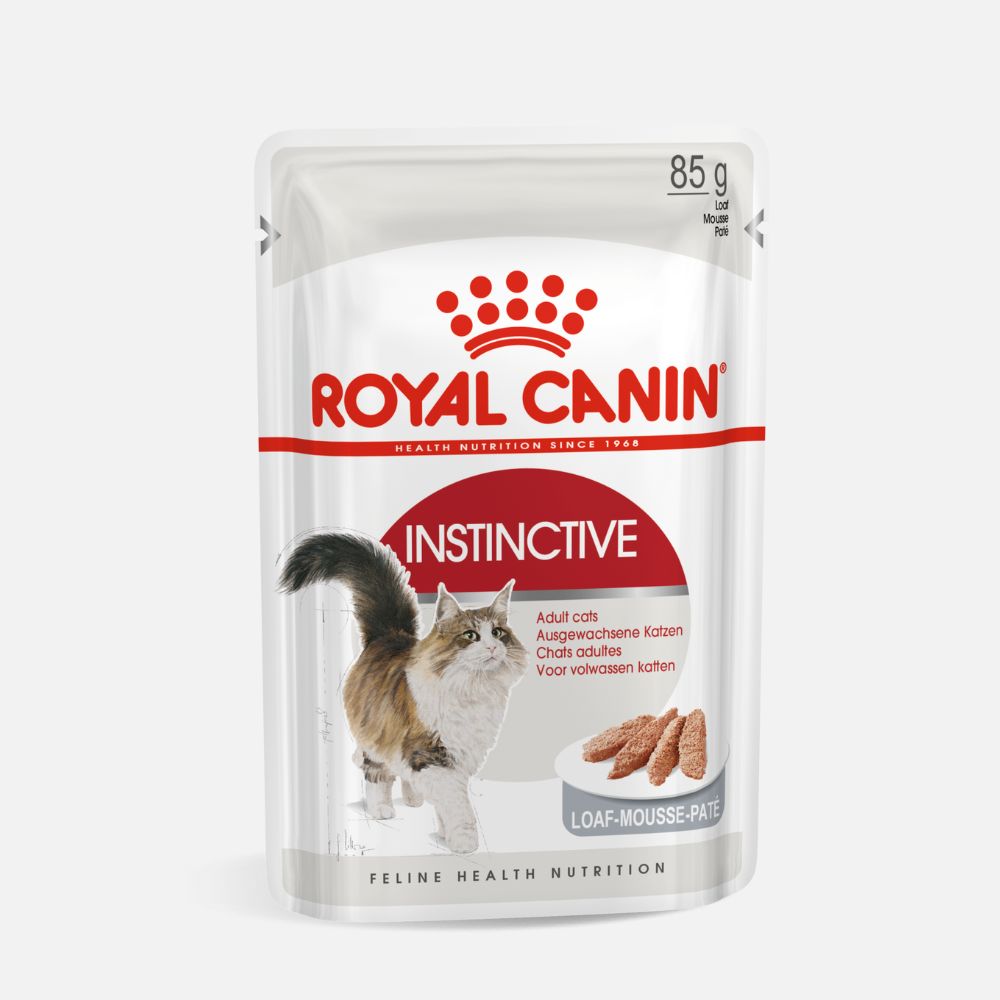 85 g
Loaf
Mousse
Paté
ROYAL CANIN®
HEALTH NUTRITION SINCE 1968
INSTINCTIVE
Adult cats
Ausgewachsene Katzen
Chats adultes
Voor volwassen katten
LOAF-MOUSSE-PATÉ
FELINE HEALTH NUTRITION